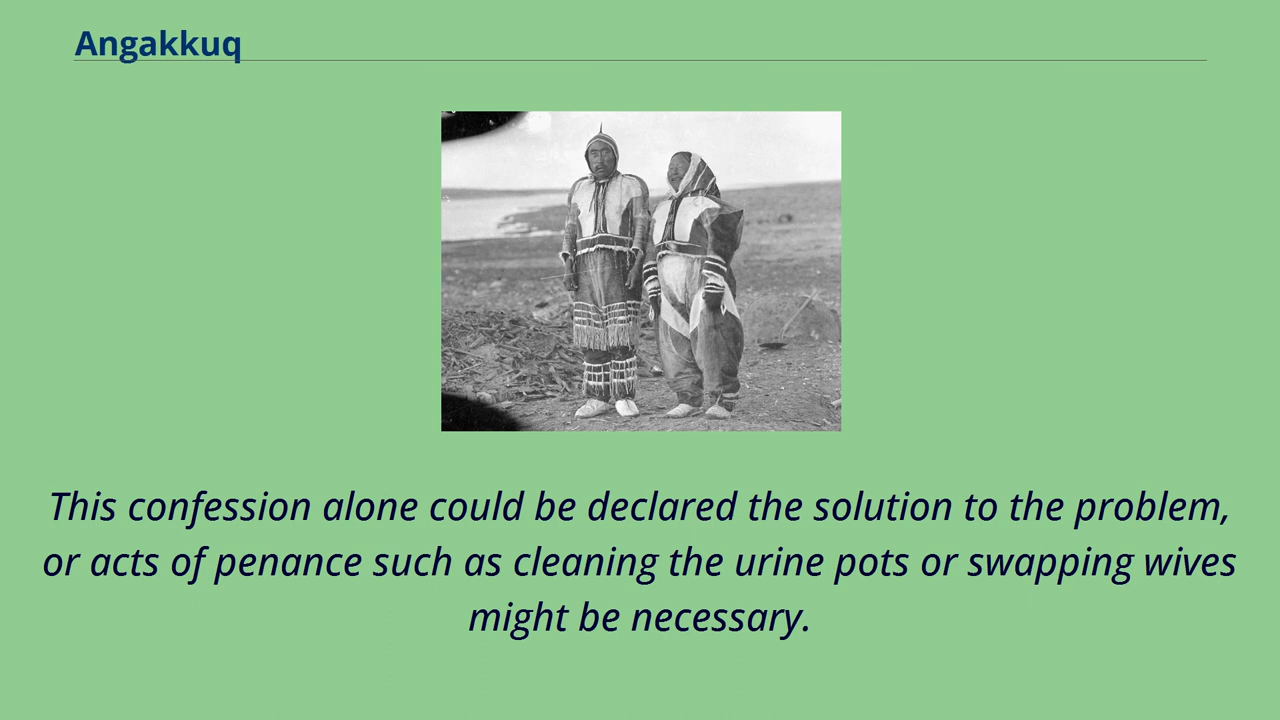 Angakkuq
This confession alone could be declared the solution to the problem,
or acts of penance such as cleaning the urine pots or swapping wives
might be necessary.